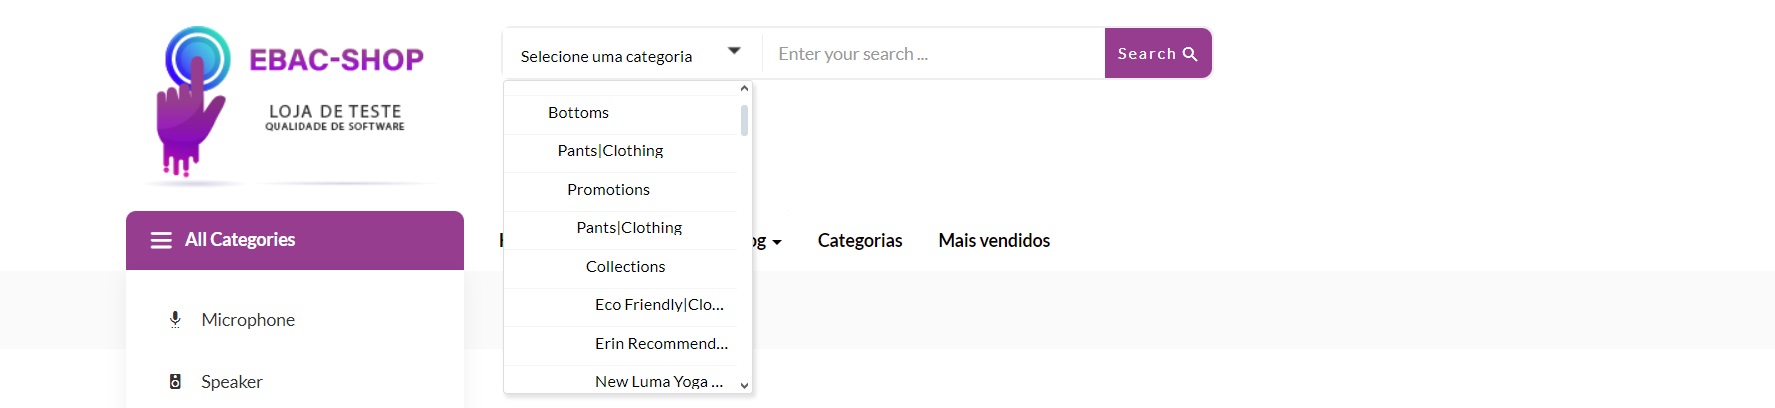 EBAC-SHOP
LOJA DE TESTE
QUALIDADE DE SOFTWARE
Selecione uma categoria
Enter your search ...
Search
Bottoms
Pants|Clothing
Promotions
Pants|Clothing
Collections
Eco Friendly|Clo...
Erin Recommend...
New Luma Yoga ...
All Categories
Categorias
Mais vendidos
Microphone
Speaker